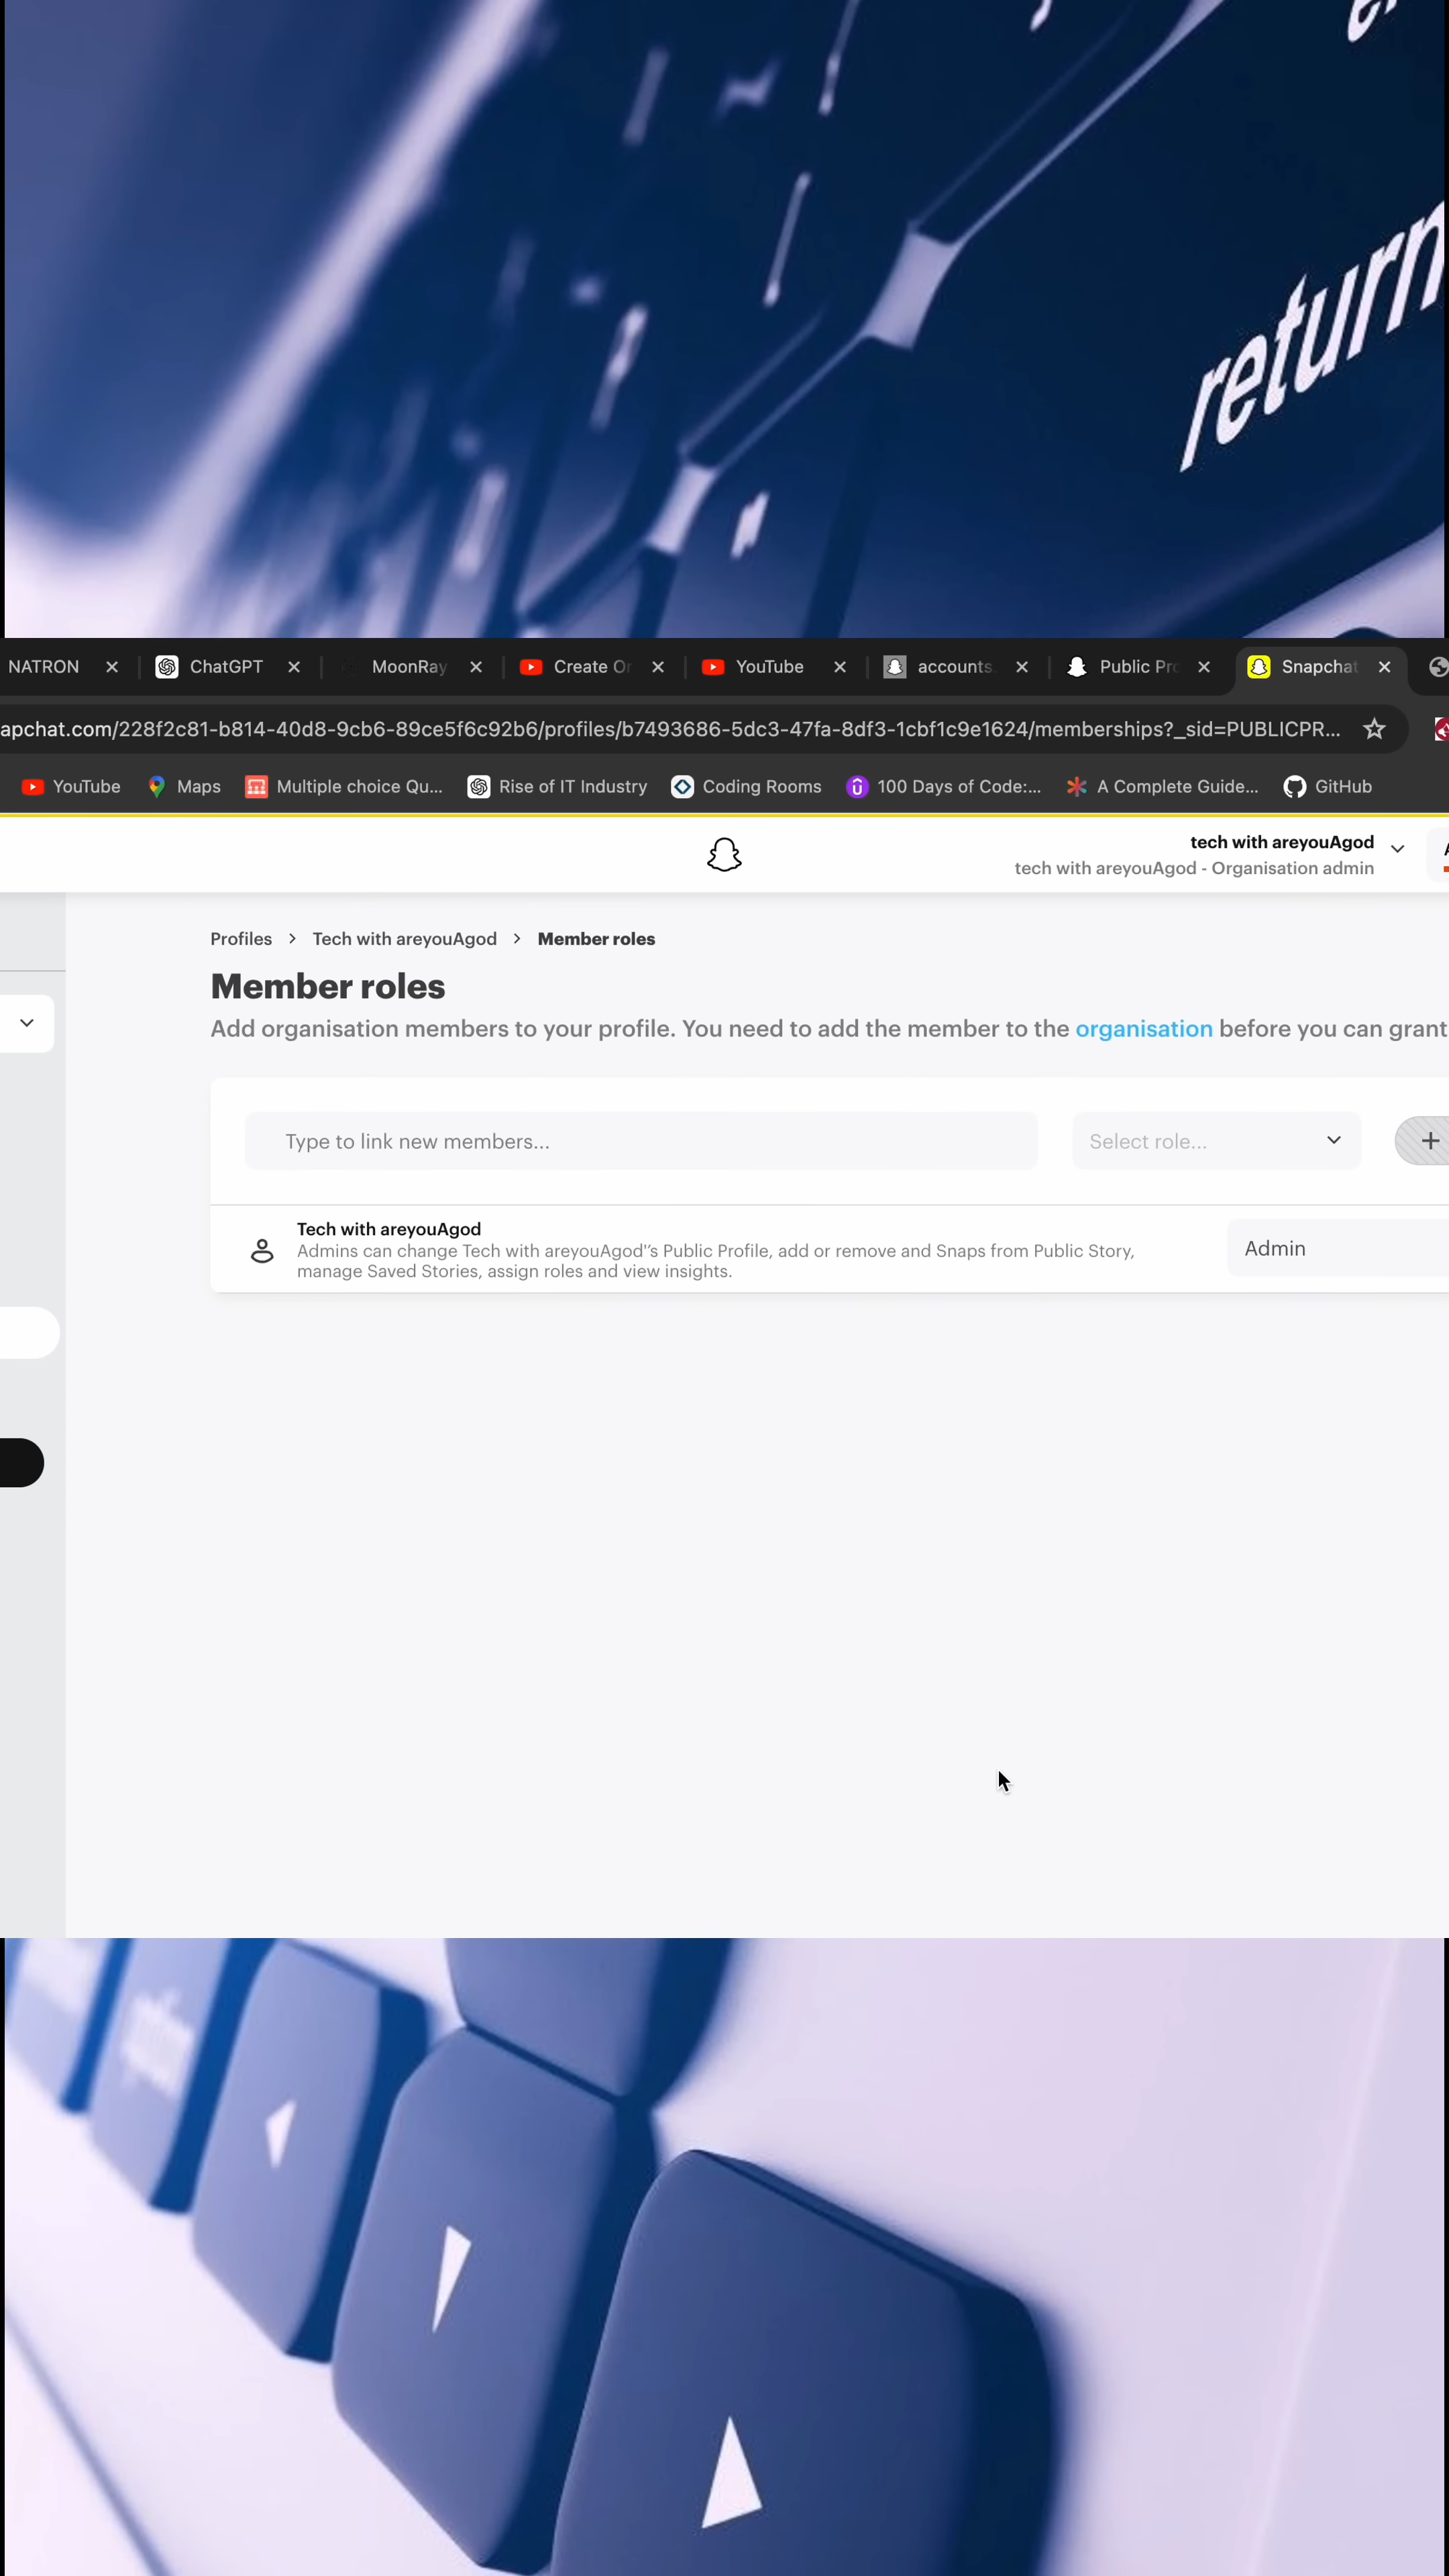 return
NATRON
ChatGPT
MoonRay
Create Or
YouTube
accounts.
Public Pro
Snapchat
apchat.com/228f2c81-b814-40d8-9cb6-89ce5f6c92b6/profiles/b7493686-5dc3-47fa-8df3-1cbf1c9e1624/memberships?_sid=PUBLICPR...
YouTube
Maps
Multiple choice Qu...
Rise of IT Industry
Coding Rooms
100 Days of Code:...
A Complete Guide...
GitHub
tech with areyouAgod
tech with areyouAgod - Organisation admin
Profiles > Tech with areyouAgod > Member roles
Member roles
Add organisation members to your profile. You need to add the member to the organisation before you can grant
Type to link new members...
Select role...
Tech with areyouAgod
Admins can change Tech with areyouAgod''s Public Profile, add or remove and Snaps from Public Story,
manage Saved Stories, assign roles and view insights.
Admin